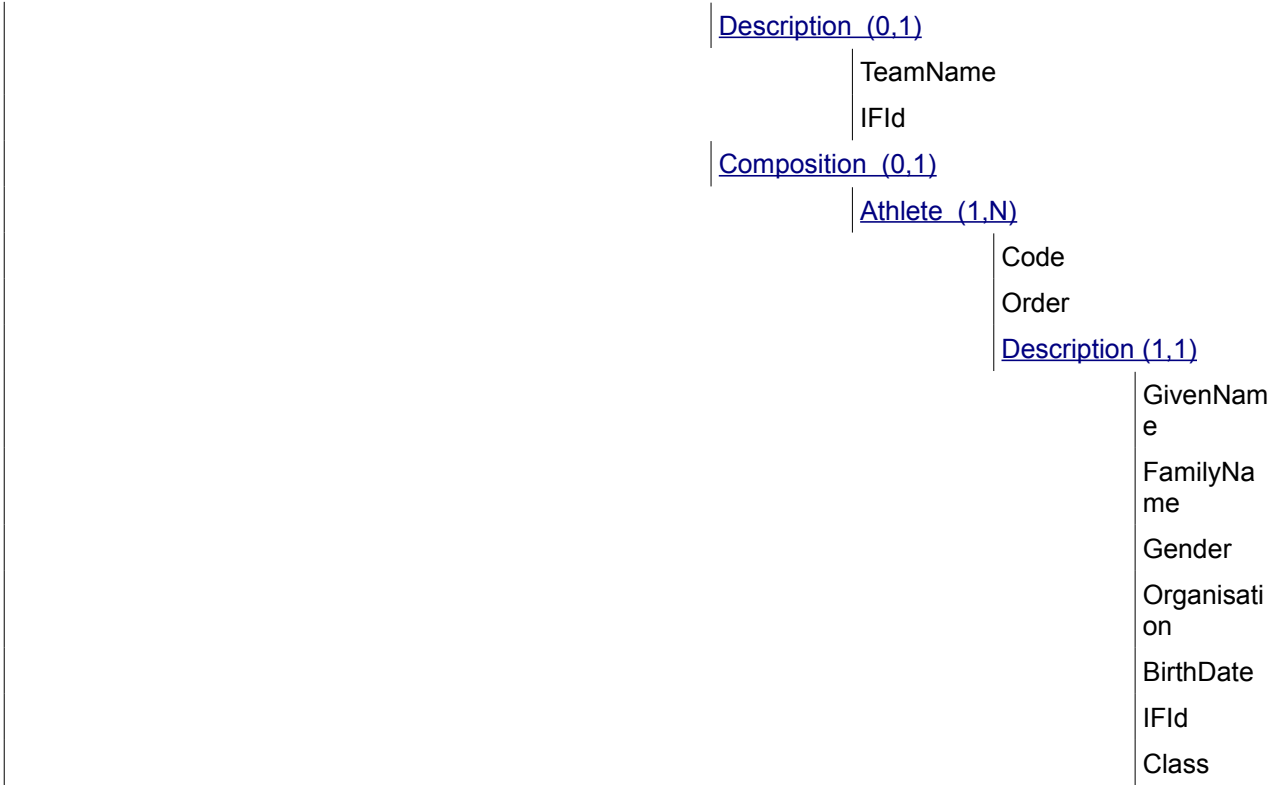 Description  (0,1)
TeamName
IFId
Composition  (0,1)
Athlete  (1,N)
Code
Order
Description (1,1)
GivenNam
e
FamilyNa
me
Gender
Organisati
on
BirthDate
IFId
Class